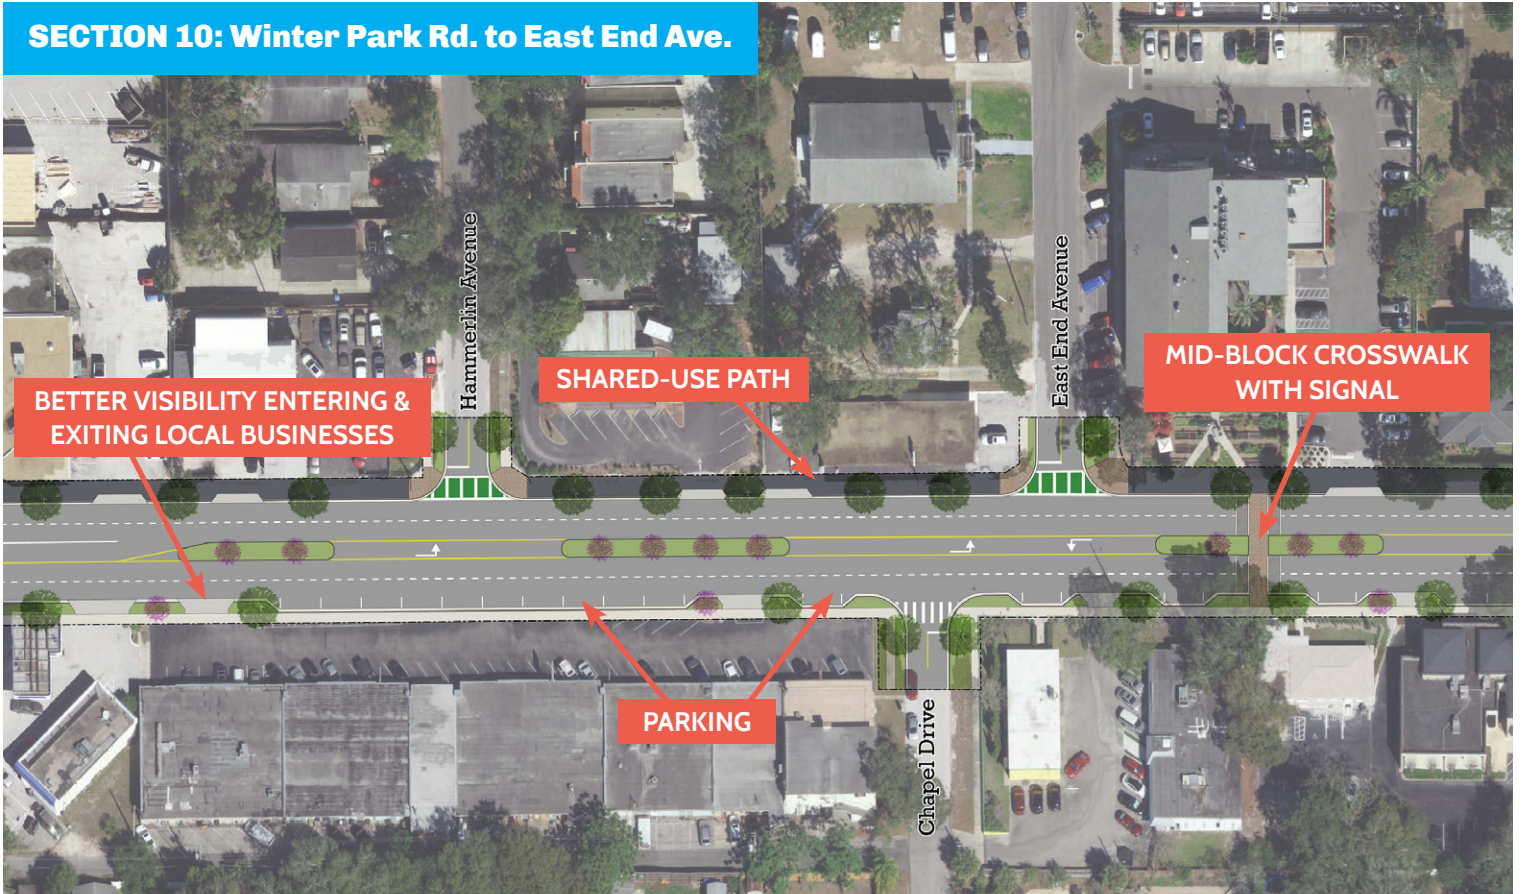 SECTION 10: Winter Park Rd. to East End Ave.
Hammerlin Avenue
East End Avenue
MID-BLOCK CROSSWALK
WITH SIGNAL
SHARED-USE PATH
BETTER VISIBILITY ENTERING &
EXITING LOCAL BUSINESSES
PARKING
Chapel Drive